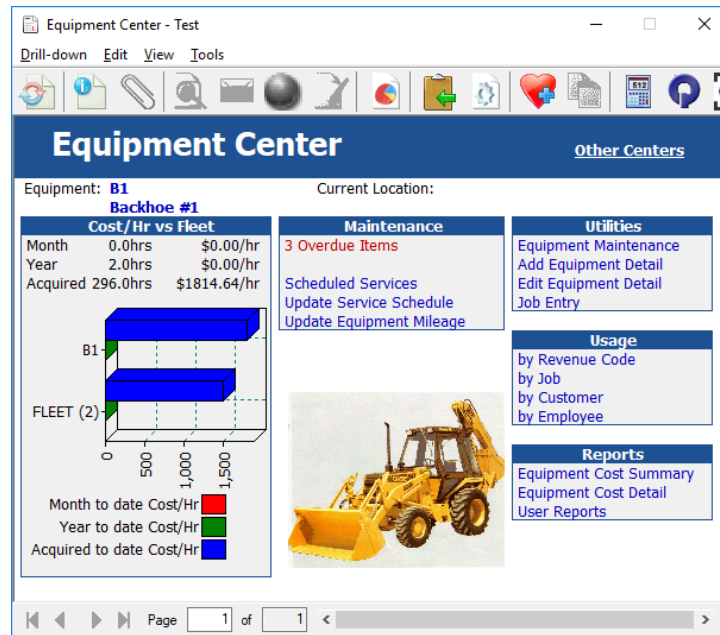 Equipment Center - Test
Drill-down Edit View Tools
512
Equipment Center
Other Centers
Equipment: B1
Backhoe #1
Current Location:
Cost/Hr vs Fleet
Month 0.0hrs $0.00/hr
Year 2.0hrs $0.00/hr
Acquired 296.0hrs $1814.64/hr
B1
FLEET (2)
0 500 1,000 1,500
Month to date Cost/Hr
Year to date Cost/Hr
Acquired to date Cost/Hr
Maintenance
3 Overdue Items
Scheduled Services
Update Service Schedule
Update Equipment Mileage
Utilities
Equipment Maintenance
Add Equipment Detail
Edit Equipment Detail
Job Entry
Usage
by Revenue Code
by Job
by Customer
by Employee
Reports
Equipment Cost Summary
Equipment Cost Detail
User Reports
Page 1 of 1